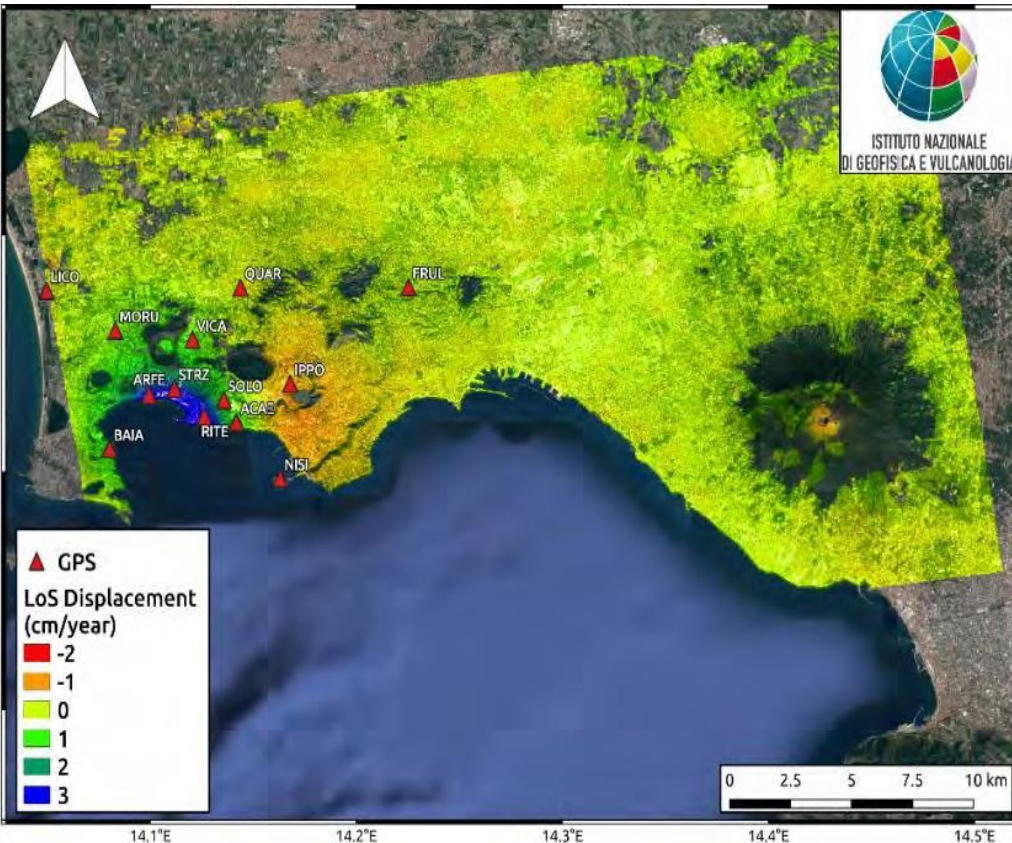 ISTITUTO NAZIONALE
DI GEOFISICA E VULCANOLOGIA
LICO
QUAR
FRUL
MORU
VICA
IPPO
ARFE
STRZ
SOLO
ACAE
RITE
BAIA
NISI
GPS
LoS Displacement
(cm/year)
-2
-1
0
1
2
3
0 2.5 5 7.5 10 km
14.1°E 14.2°E 14.3°E 14.4°E 14.5°E